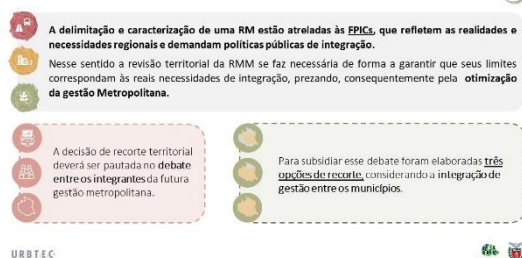 A delimitação e caracterização de uma RM estão atreladas às FPICs, que refletem as realidades e
necessidades regionais e demandam políticas públicas de integração.
Nesse sentido a revisão territorial da RMM se faz necessária de forma a garantir que seus limites
correspondam às reais necessidades de integração, prezando, consequentemente pela otimização
da gestão Metropolitana.
A decisão de recorte territorial
deverá ser pautada no debate
entre os integrantes da futura
gestão metropolitana.
Para subsidiar esse debate foram elaboradas três
opções de recorte, considerando a integração de
gestão entre os municípios.
URBTEC